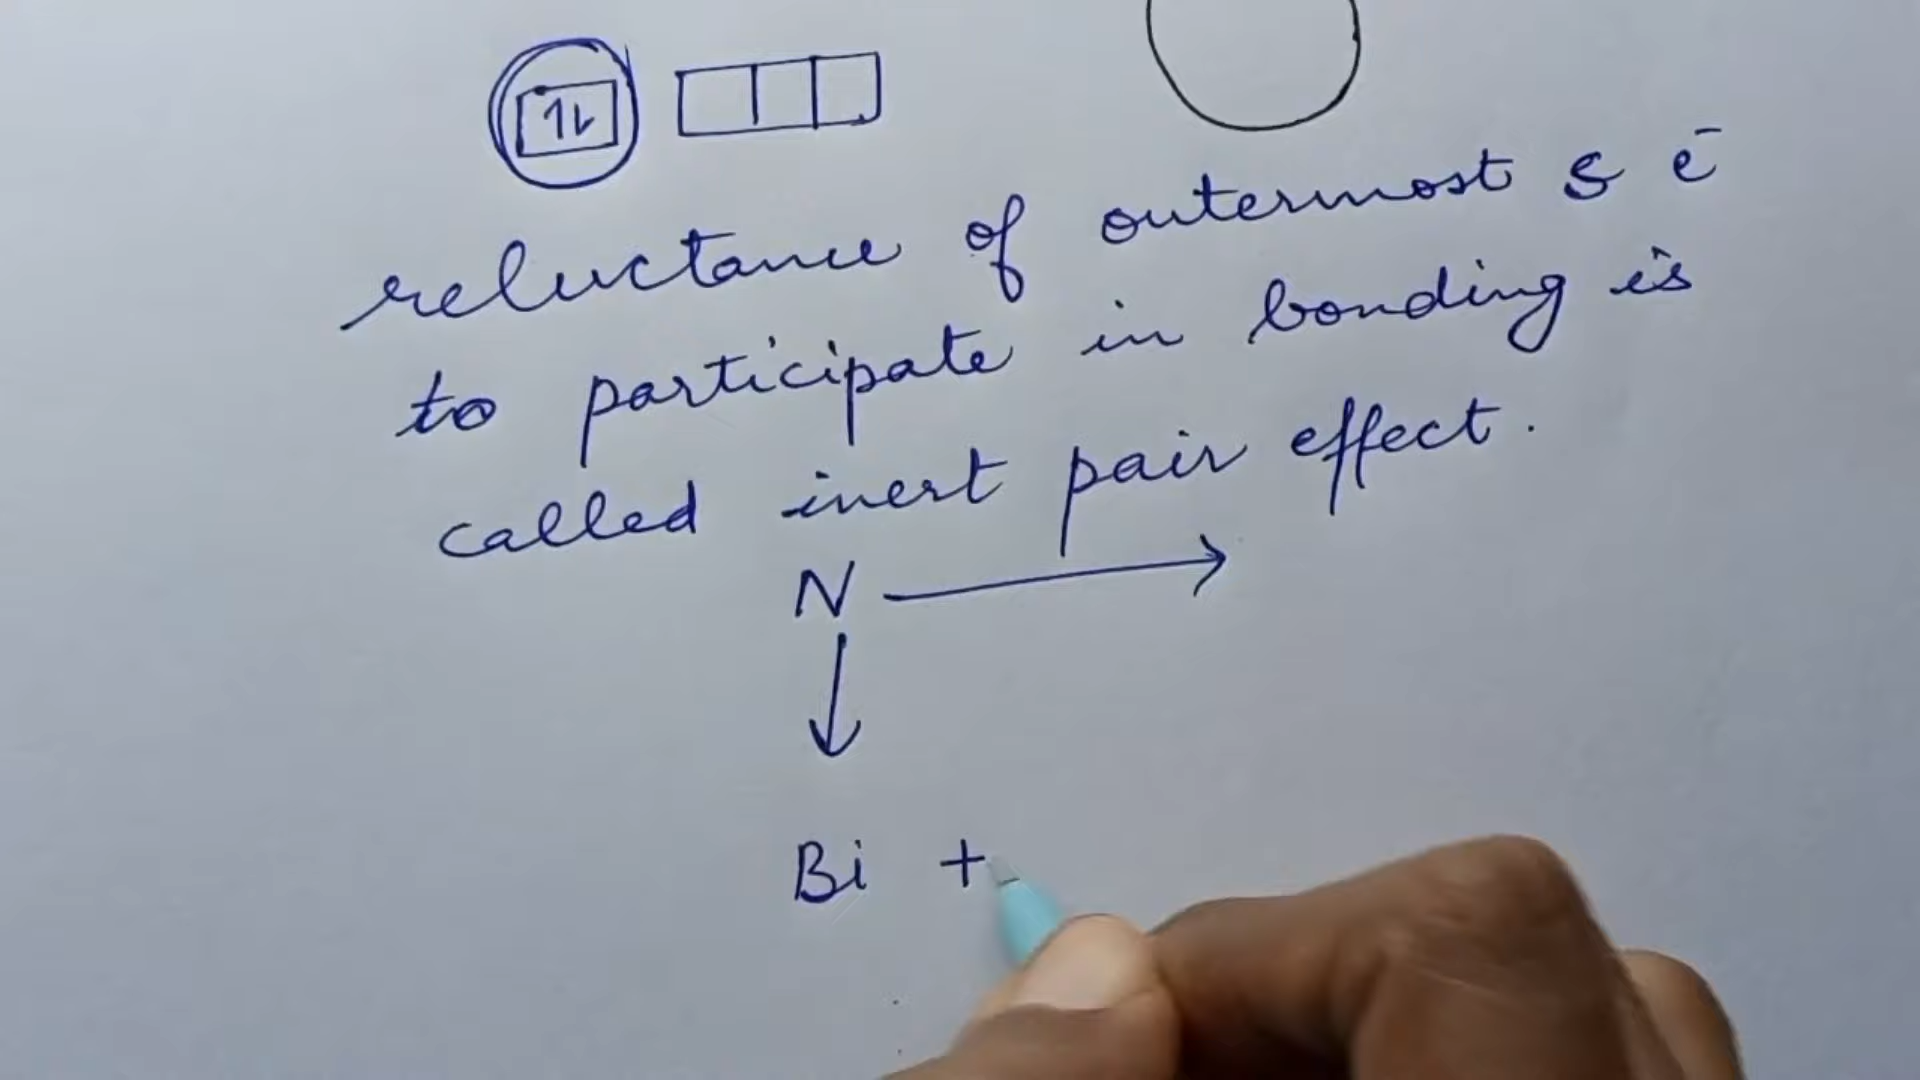 1↿⇂
reluctance of outermost s e⁻
to participate in bonding is
called inert pair effect.
N →
↓
Bi +